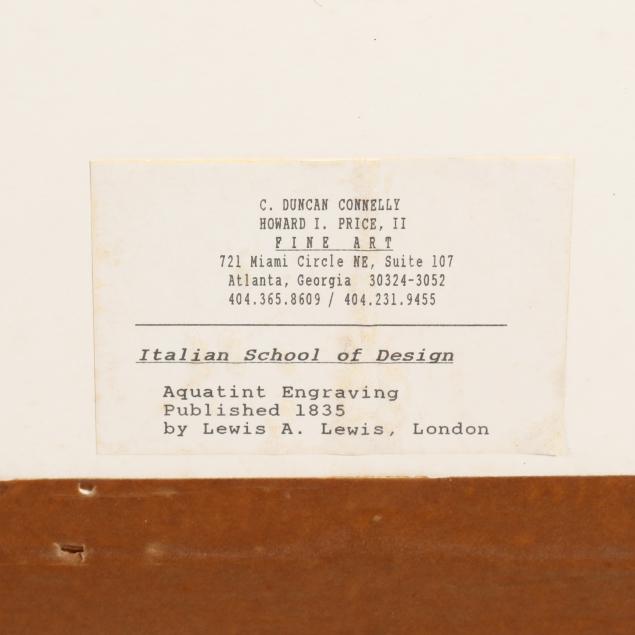 C. DUNCAN CONNELLY
HOWARD I. PRICE, II
FINE ART
721 Miami Circle NE, Suite 107
Atlanta, Georgia 30324-3052
404.365.8609 / 404.231.9455
Italian School of Design
Aquatint Engraving
Published 1835
by Lewis A. Lewis, London